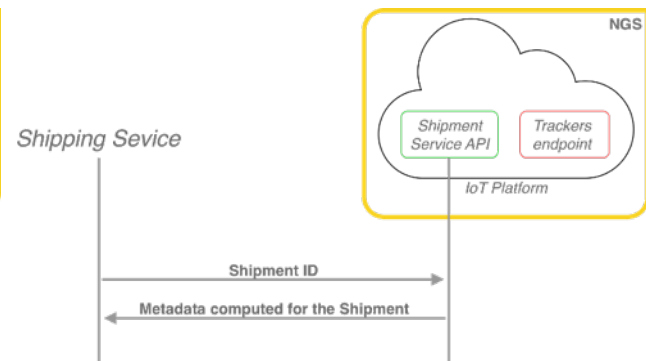 NGS
Shipping Sevice
Shipment
Service API
Trackers
endpoint
IoT Platform
Shipment ID
Metadata computed for the Shipment